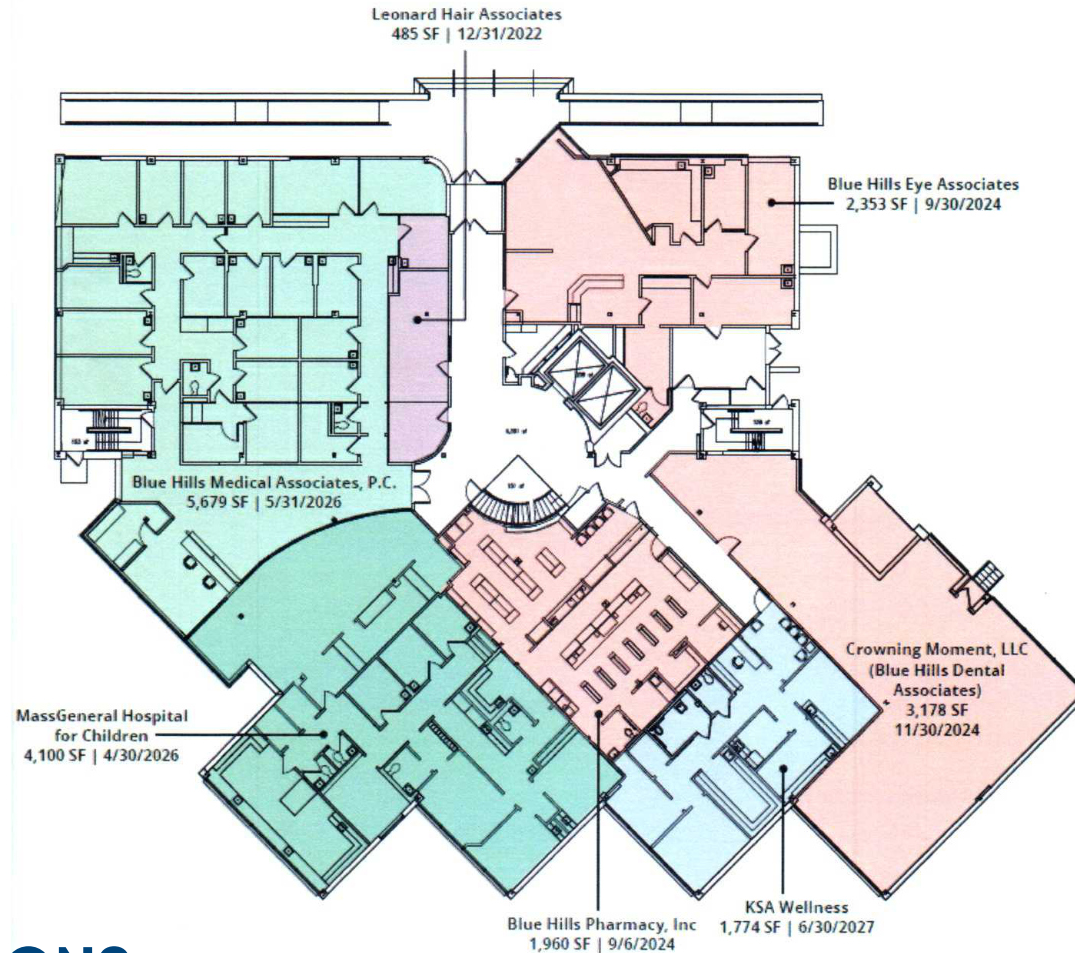 Leonard Hair Associates
485 SF | 12/31/2022
Blue Hills Eye Associates
2,353 SF | 9/30/2024
Blue Hills Medical Associates, P.C.
5,679 SF | 5/31/2026
Crowning Moment, LLC
(Blue Hills Dental
Associates)
3,178 SF
11/30/2024
MassGeneral Hospital
for Children
4,100 SF | 4/30/2026
KSA Wellness
1,774 SF | 6/30/2027
Blue Hills Pharmacy, Inc
1,960 SF | 9/6/2024